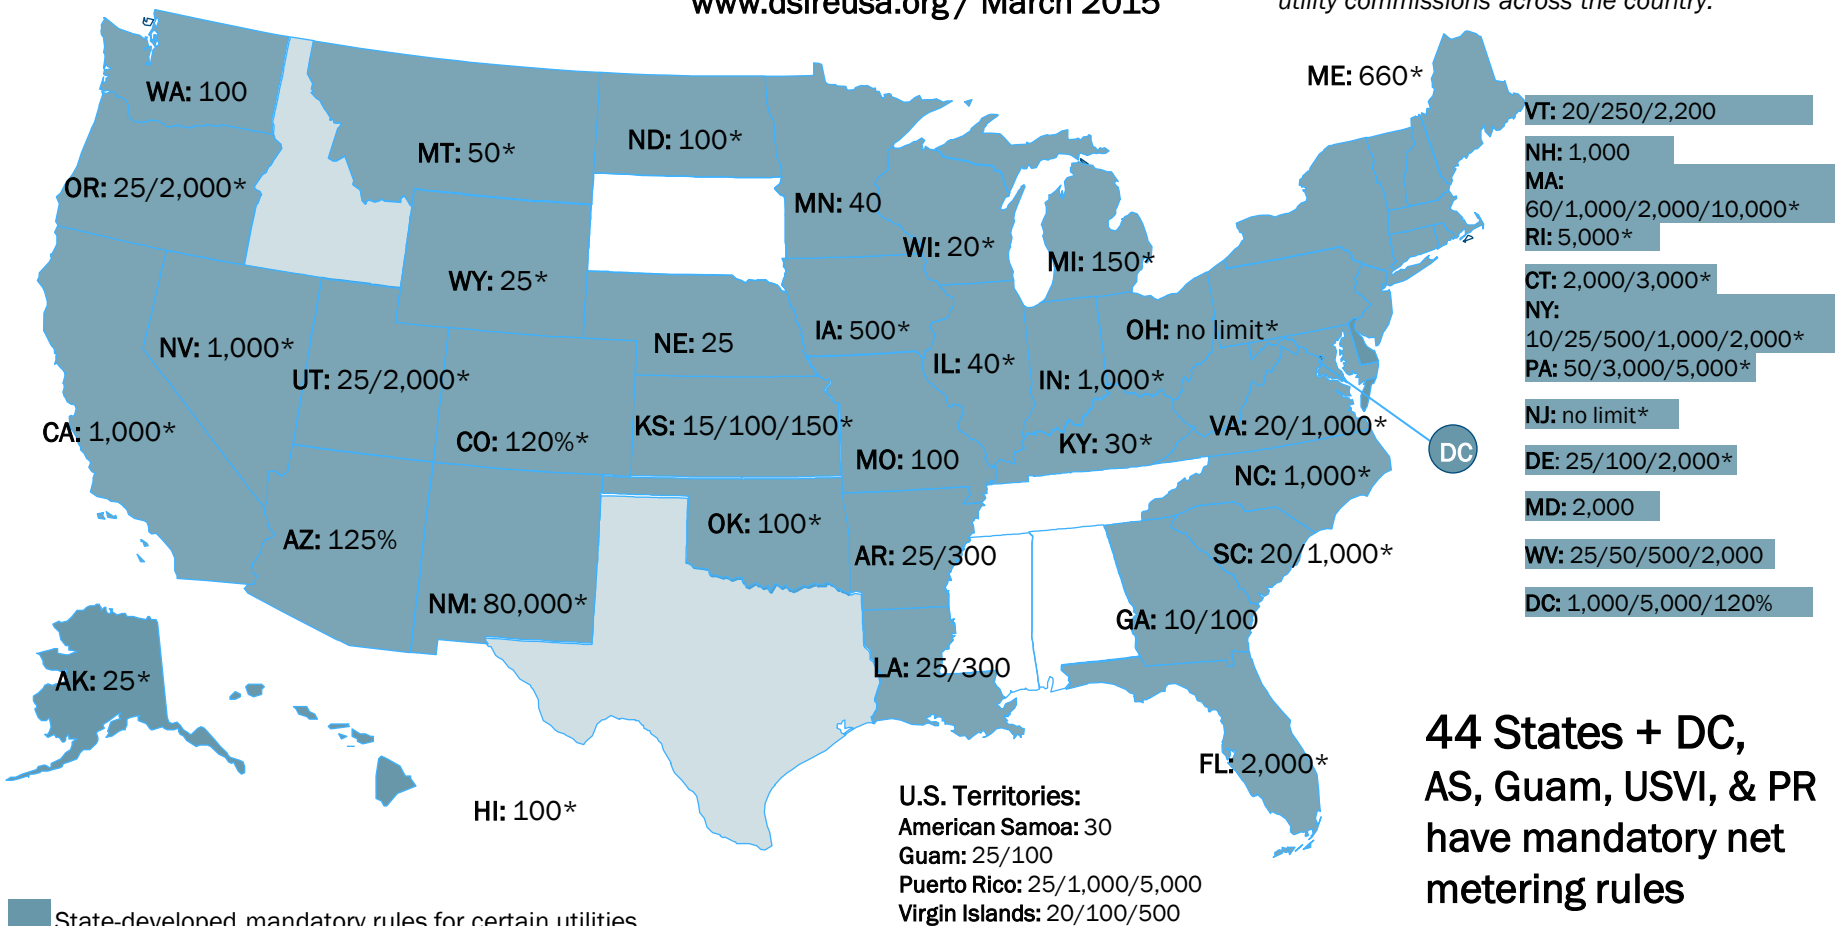 www.dsireusa.org / March 2015
utility commissions across the country.
ME: 660*
WA: 100
VT: 20/250/2,200
ND: 100*
MT: 50*
NH: 1,000
MA:
OR: 25/2,000*
MN: 40
60/1,000/2,000/10,000*
WI: 20*
RI: 5,000*
MI: 150*
WY: 25*
CT: 2,000/3,000*
NY:
IA: 500*
OH: no limit*
10/25/500/1,000/2,000*
NV: 1,000*
NE: 25
IL: 40*
PA: 50/3,000/5,000*
UT: 25/2,000*
IN: 1,000*
NJ: no limit*
CA: 1,000*
KS: 15/100/150*
VA: 20/1,000*
CO: 120%*
KY: 30*
DC
MO: 100
DE: 25/100/2,000*
NC: 1,000*
MD: 2,000
OK: 100*
AZ: 125%
AR: 25/300
SC: 20/1,000*
WV: 25/50/500/2,000
NM: 80,000*
DC: 1,000/5,000/120%
GA: 10/100
LA: 25/300
AK: 25*
FL: 2,000*
HI: 100*
44 States + DC,
AS, Guam, USVI, & PR
have mandatory net
metering rules
U.S. Territories:
American Samoa: 30
Guam: 25/100
Puerto Rico: 25/1,000/5,000
Virgin Islands: 20/100/500
State-developed mandatory rules for certain utilities